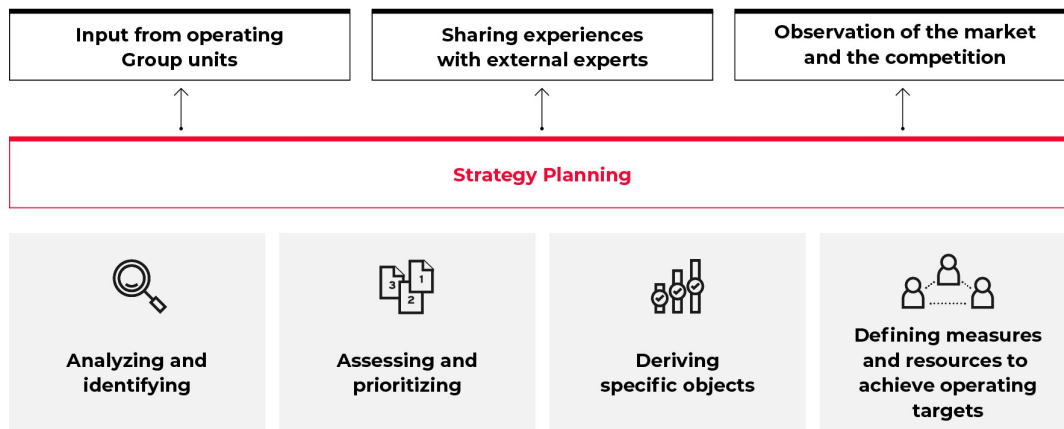 Input from operating
Group units
Sharing experiences
with external experts
Observation of the market
and the competition
Strategy Planning
3
1
2
Analyzing and
identifying
Assessing and
prioritizing
Deriving
specific objects
Defining measures
and resources to
achieve operating
targets